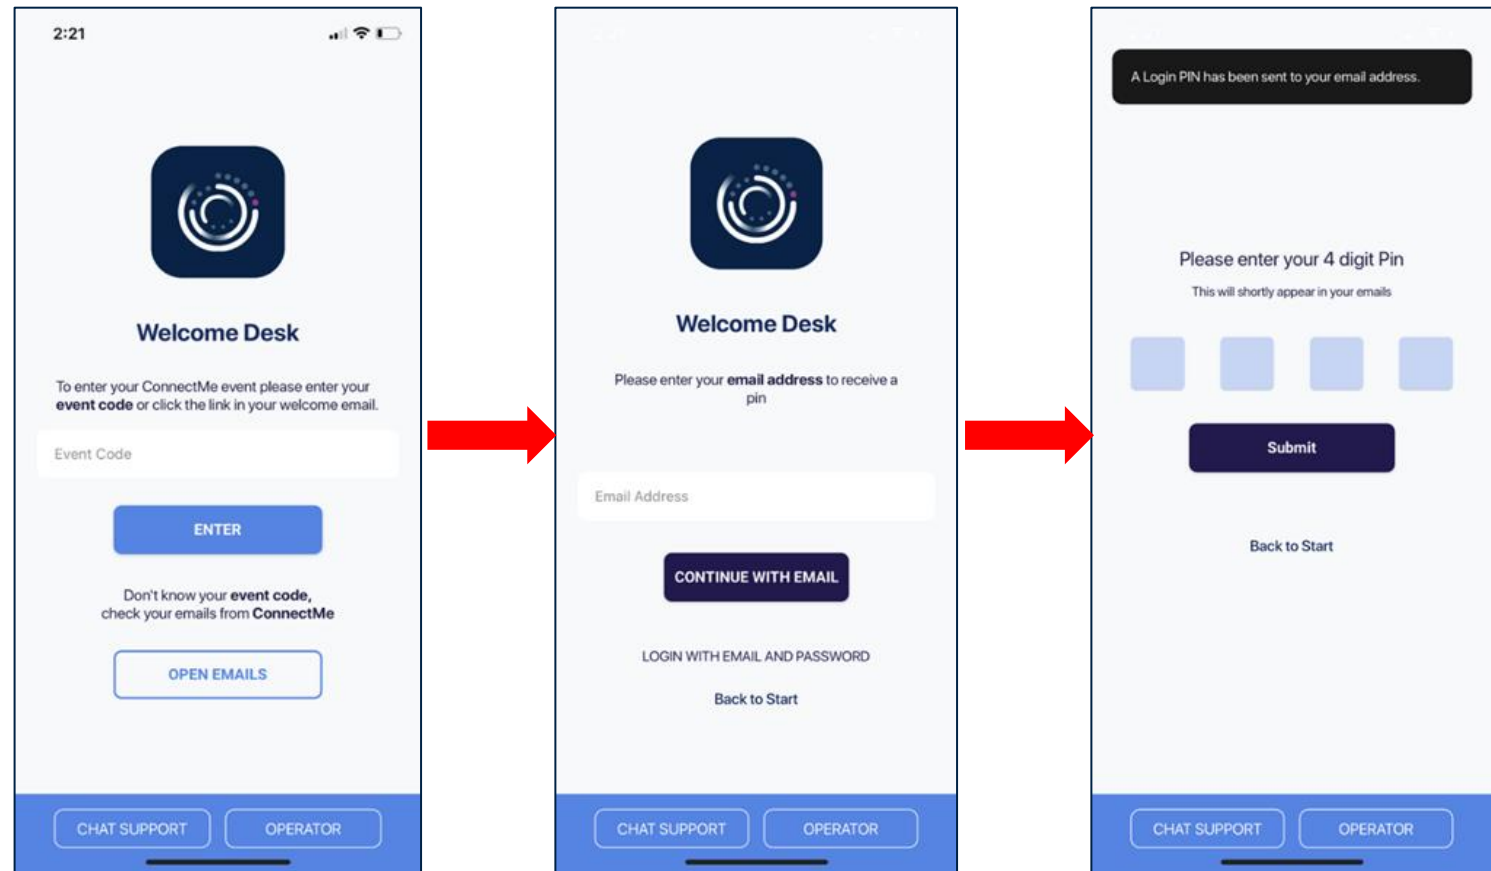 2:21
Welcome Desk
To enter your ConnectMe event please enter your
event code or click the link in your welcome email.
Event Code
ENTER
Don't know your event code,
check your emails from ConnectMe
OPEN EMAILS
CHAT SUPPORT
OPERATOR
Welcome Desk
Please enter your email address to receive a
pin
Email Address
CONTINUE WITH EMAIL
LOGIN WITH EMAIL AND PASSWORD
Back to Start
CHAT SUPPORT
OPERATOR
A Login PIN has been sent to your email address.
Please enter your 4 digit Pin
This will shortly appear in your emails
Submit
Back to Start
CHAT SUPPORT
OPERATOR